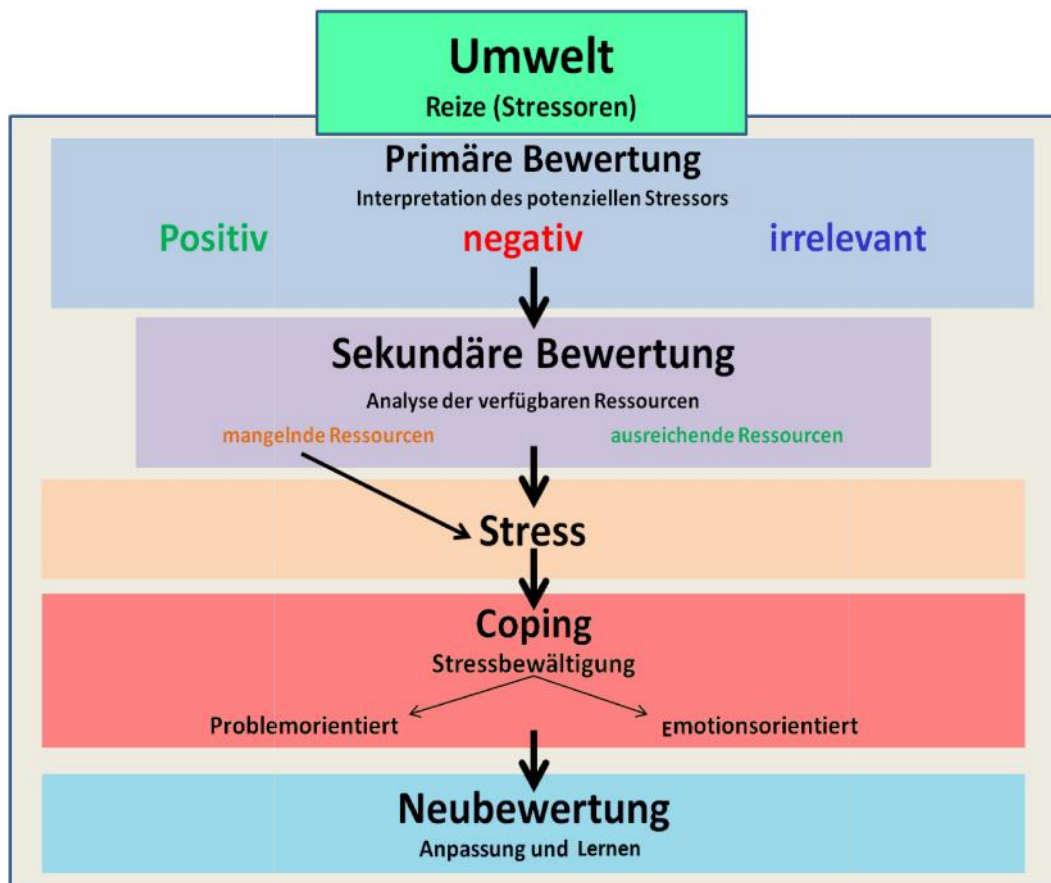 Umwelt
Reize (Stressoren)
Primäre Bewertung
Interpretation des potenziellen Stressors
Positiv negativ irrelevant
Sekundäre Bewertung
Analyse der verfügbaren Ressourcen
mangelnde Ressourcen ausreichende Ressourcen
Stress
Coping
Stressbewältigung
Problemorientiert Emotionsorientiert
Neubewertung
Anpassung und Lernen